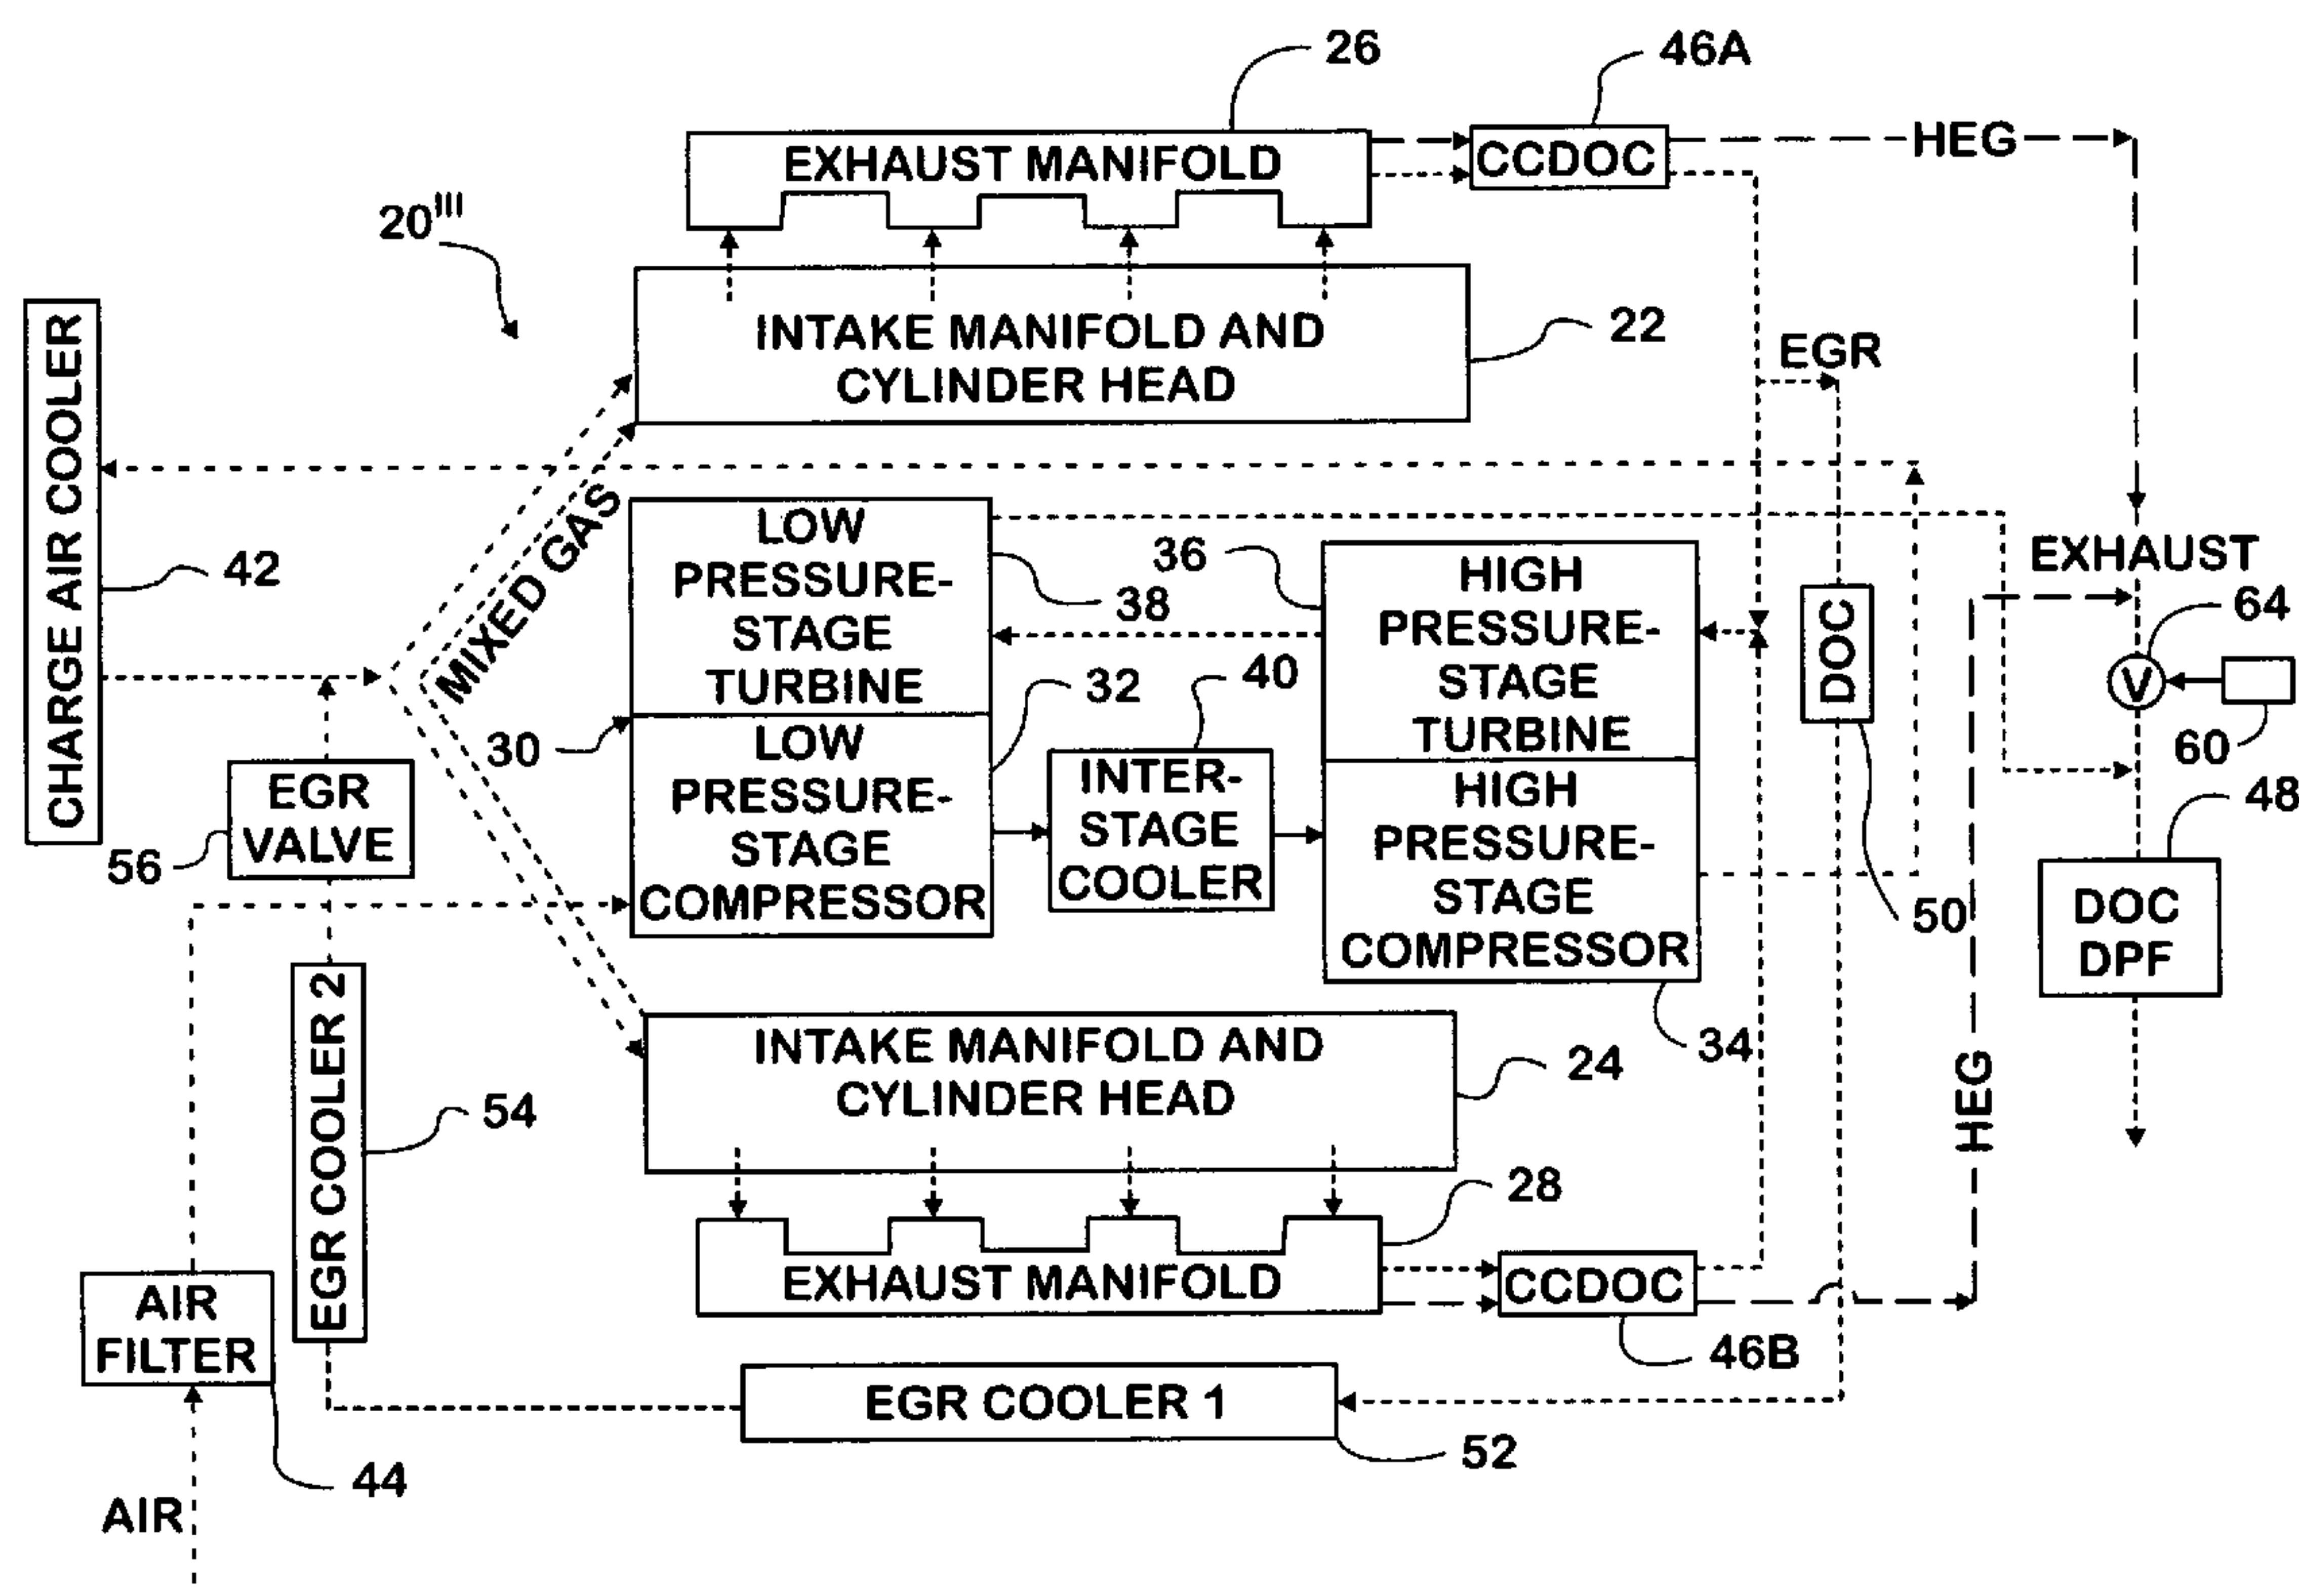 26
46A
EXHAUST MANIFOLD
CCDOC
HEG
20'''
INTAKE MANIFOLD AND
CYLINDER HEAD
22
EGR
CHARGE AIR COOLER
42
MIXED GAS
LOW
PRESSURE-
STAGE
TURBINE
38
36
HIGH
PRESSURE-
STAGE
TURBINE
DOC
50
EXHAUST
64
V
60
30
LOW
PRESSURE-
STAGE
COMPRESSOR
32
40
INTER-
STAGE
COOLER
HIGH
PRESSURE-
STAGE
COMPRESSOR
34
48
DOC
DPF
EGR
VALVE
56
EGR COOLER 2
54
INTAKE MANIFOLD AND
CYLINDER HEAD
24
HEG
28
EXHAUST MANIFOLD
CCDOC
46B
AIR
FILTER
44
AIR
EGR COOLER 1
52